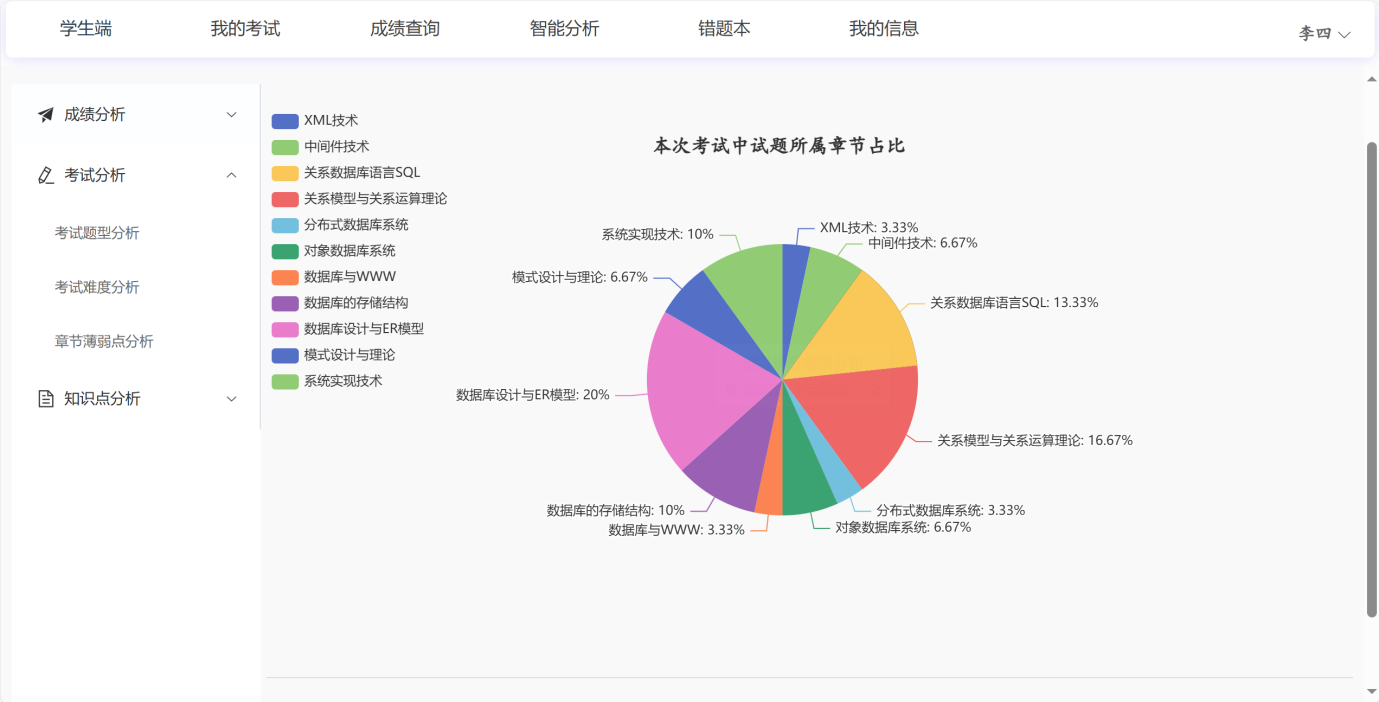 学生端 我的考试 成绩查询 智能分析 错题本 我的信息 李四
成绩分析
考试分析
考试题型分析
考试难度分析
章节薄弱点分析
知识点分析
XML技术
中间件技术
关系数据库语言SQL
关系模型与关系运算理论
分布式数据库系统
对象数据库系统
数据库与WWW
数据库的存储结构
数据库设计与ER模型
模式设计与理论
系统实现技术
本次考试中试题所属章节占比
XML技术: 3.33%
系统实现技术: 10%
中间件技术: 6.67%
模式设计与理论: 6.67%
关系数据库语言SQL: 13.33%
数据库设计与ER模型: 20%
关系模型与关系运算理论: 16.67%
数据库的存储结构: 10%
分布式数据库系统: 3.33%
数据库与WWW: 3.33%
对象数据库系统: 6.67%